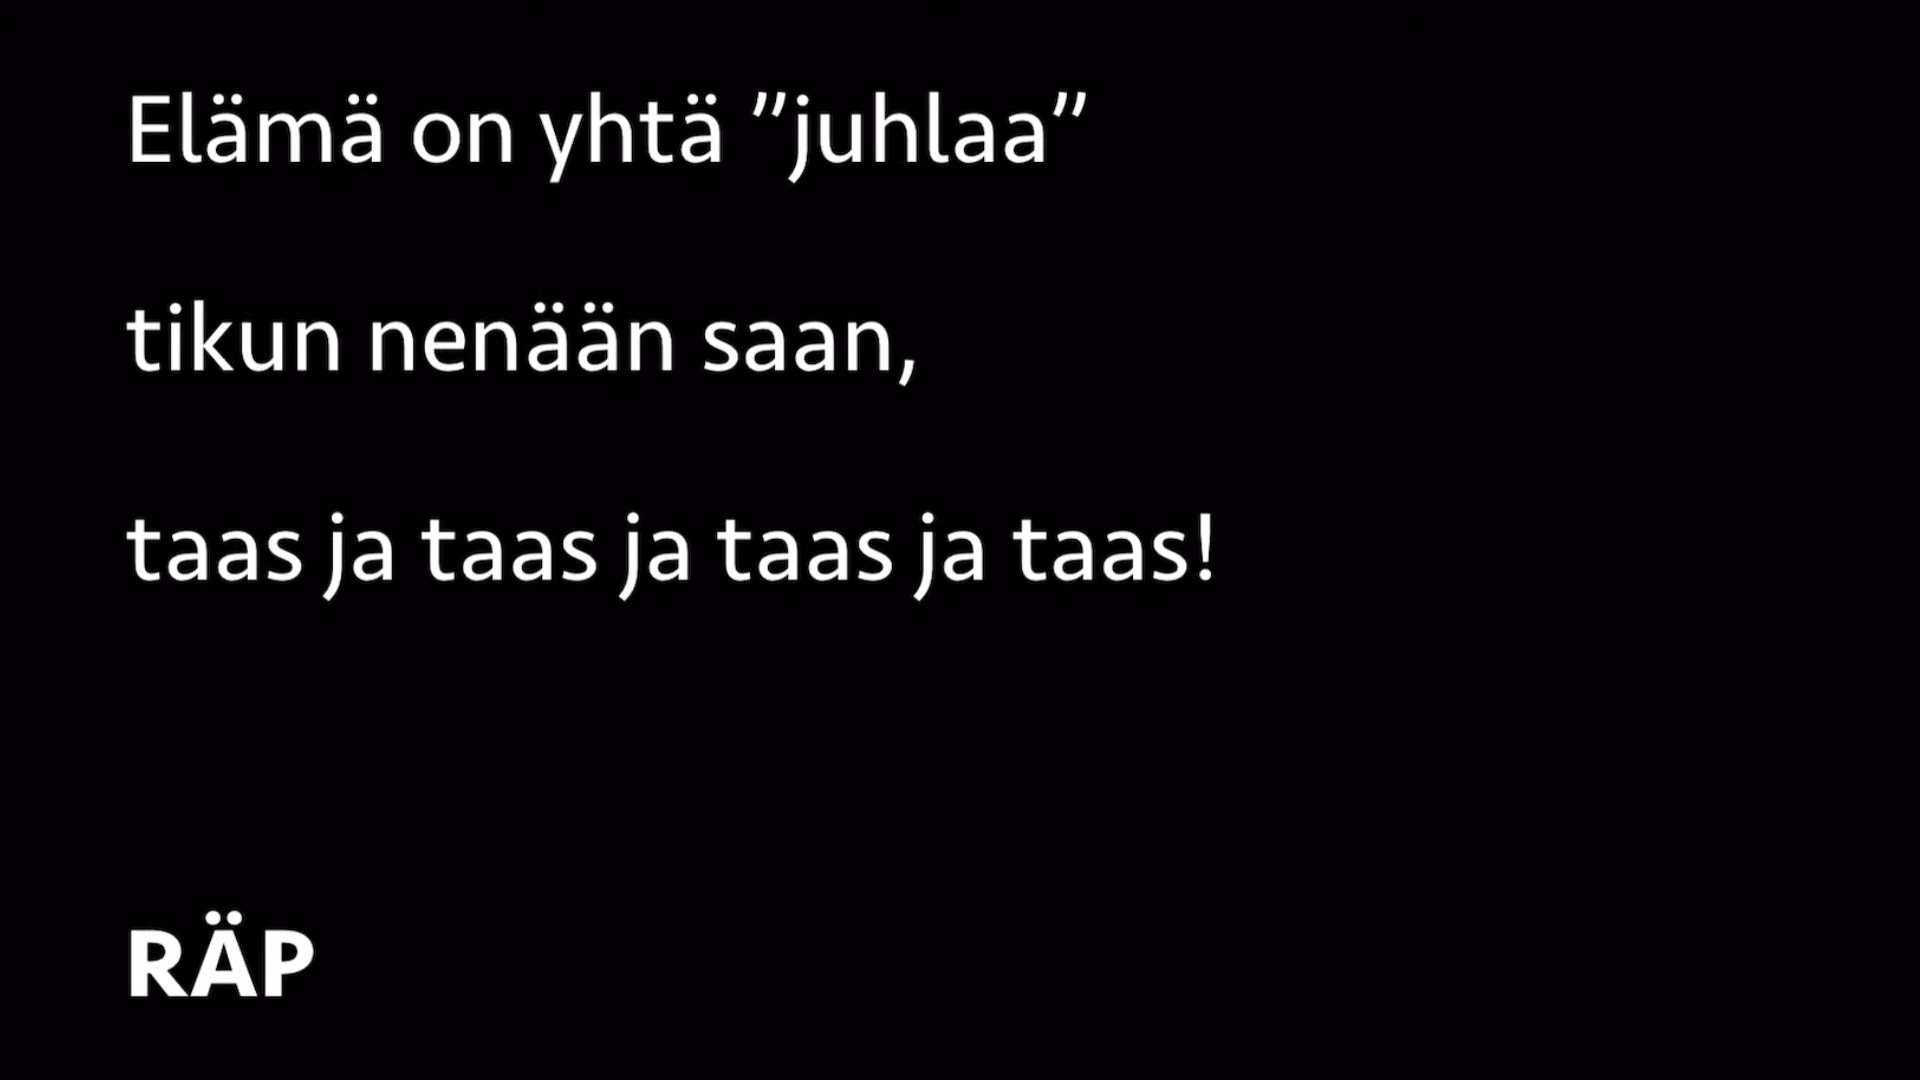 Elämä on yhtä ”juhlaa”
tikun nenään saan,
taas ja taas ja taas ja taas!
RÄP